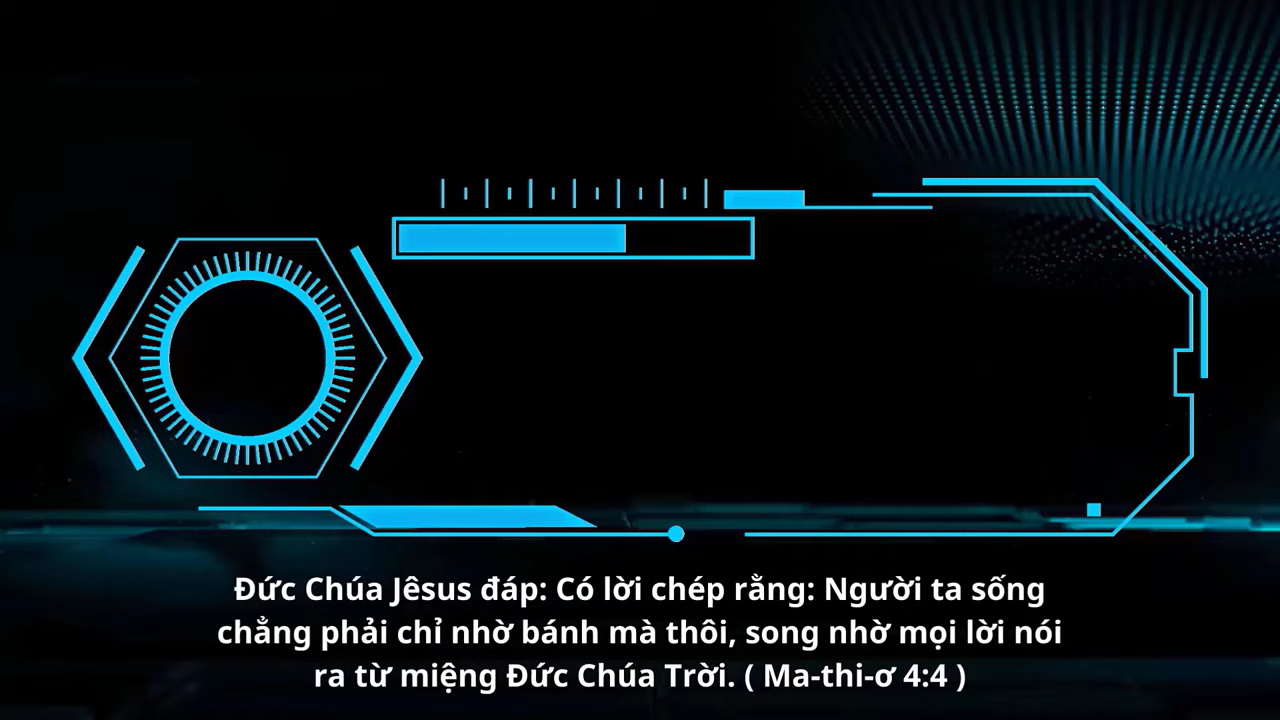 Đức Chúa Jêsus đáp: Có lời chép rằng: Người ta sống
chẳng phải chỉ nhờ bánh mà thôi, song nhờ mọi lời nói
ra từ miệng Đức Chúa Trời. ( Ma-thi-ơ 4:4 )